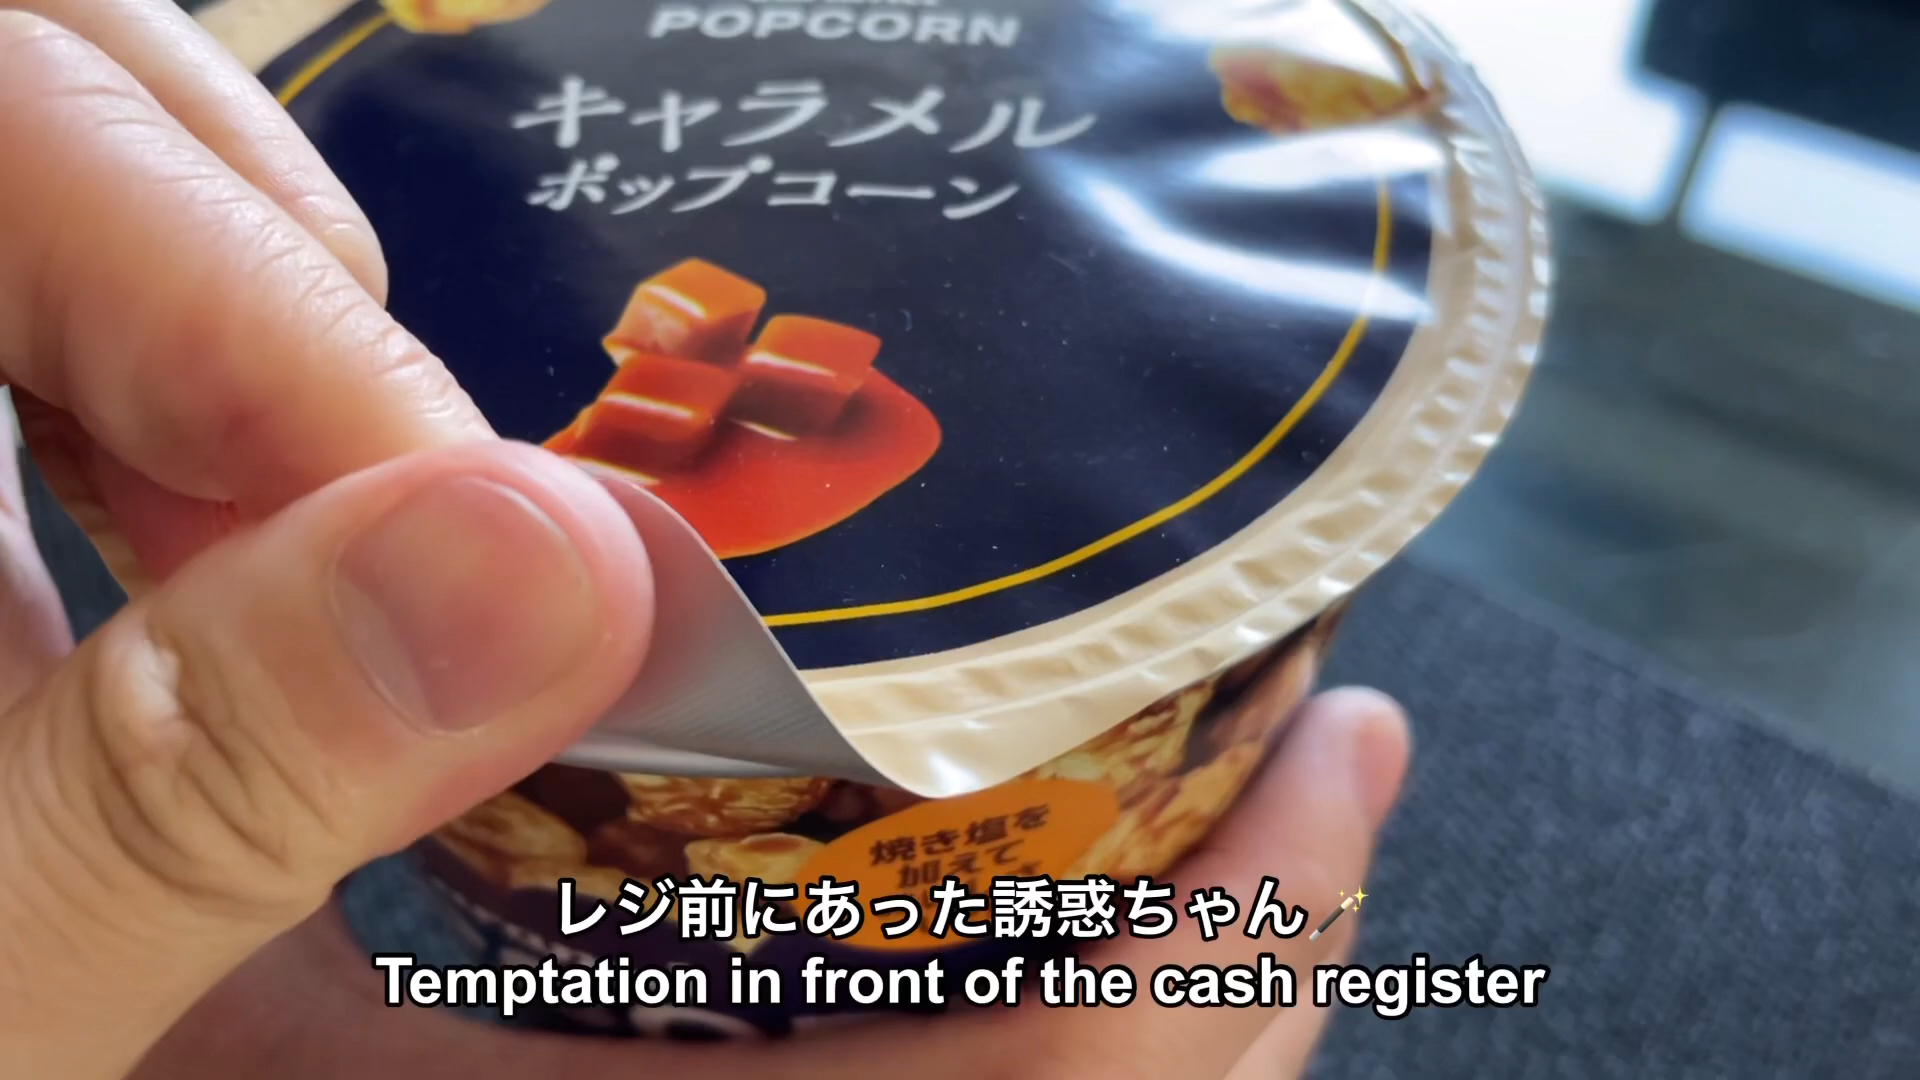 POPCORN
キャラメル
ポップコーン
焼き塩を
加えて
レジ前にあった誘惑ちゃん🪄
Temptation in front of the cash register